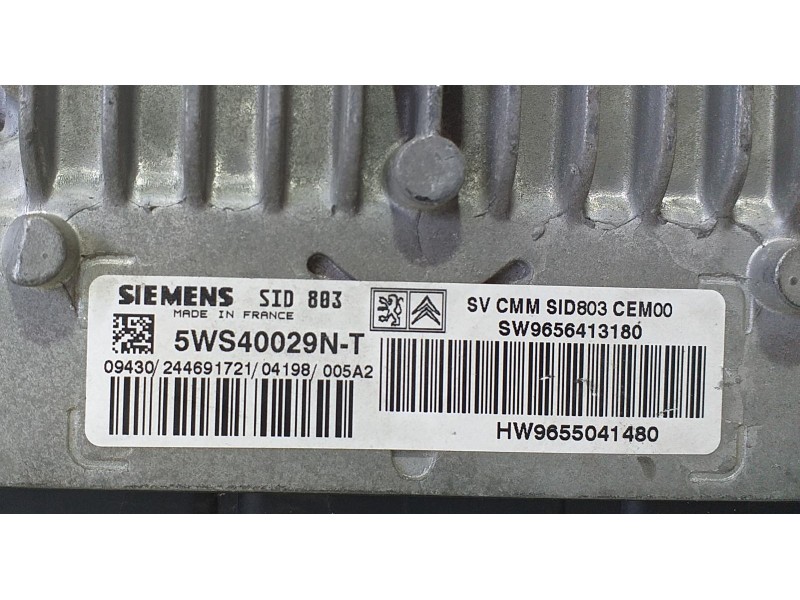 SIEMENS SID 803
MADE IN FRANCE
5WS40029N-T
09430/244691721/04198/005A2
SV CMM SID803 CEM00
SW9656413180
HW9655041480